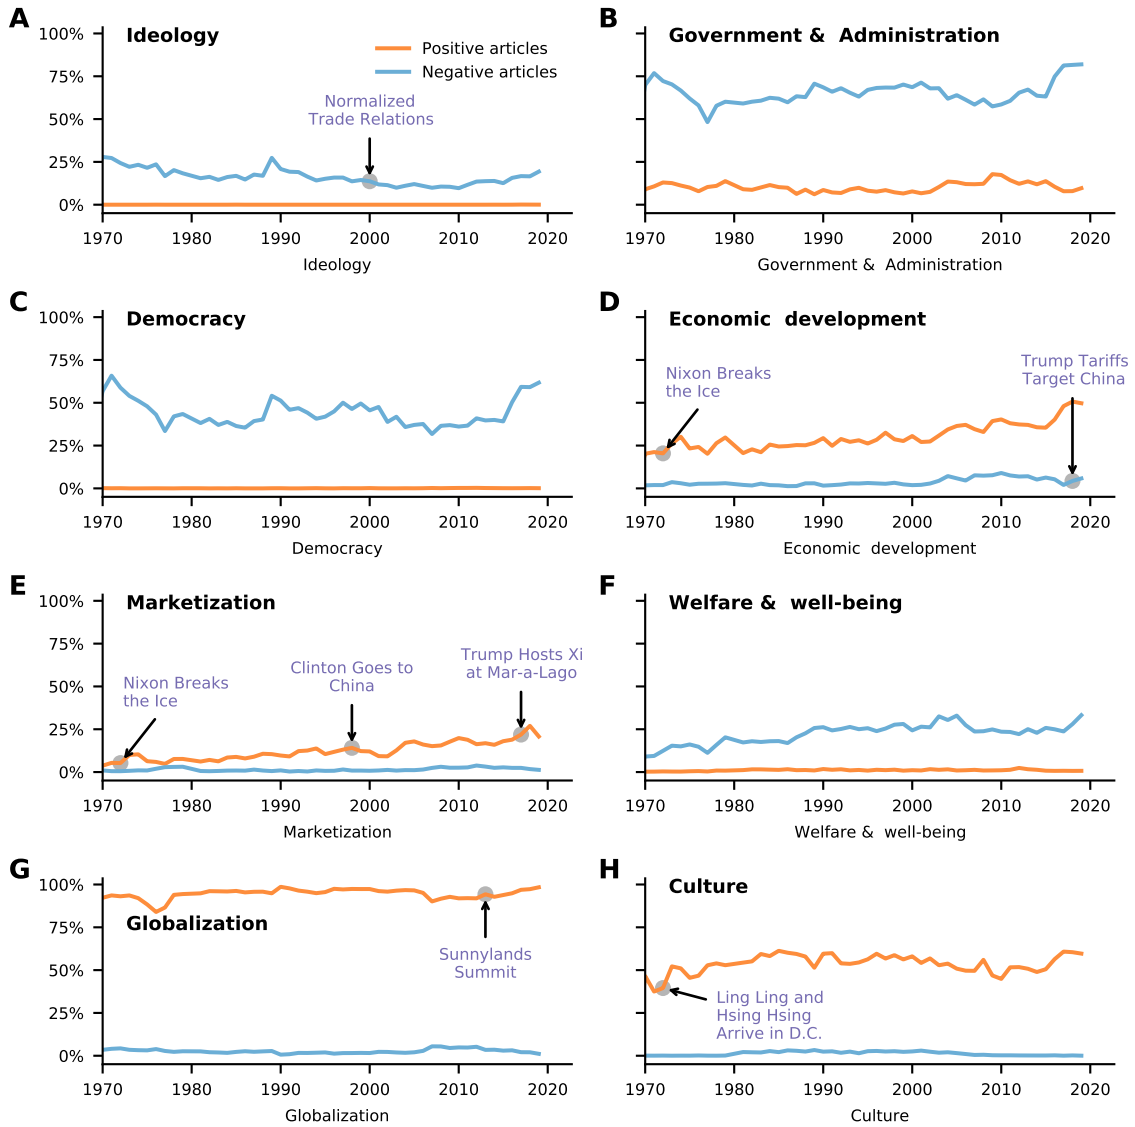 A
100%
75%
50%
25%
0%
Ideology
Positive articles
Negative articles
Normalized
Trade Relations
1970 1980 1990 2000 2010 2020
Ideology
B
Government & Administration
1970 1980 1990 2000 2010 2020
Government & Administration
C
100%
75%
50%
25%
0%
Democracy
1970 1980 1990 2000 2010 2020
Democracy
D
Economic development
Nixon Breaks
the Ice
Trump Tariffs
Target China
1970 1980 1990 2000 2010 2020
Economic development
E
100%
75%
50%
25%
0%
Marketization
Nixon Breaks
the Ice
Clinton Goes to
China
Trump Hosts Xi
at Mar-a-Lago
1970 1980 1990 2000 2010 2020
Marketization
F
Welfare & well-being
1970 1980 1990 2000 2010 2020
Welfare & well-being
G
100%
75%
50%
25%
0%
Globalization
Sunnylands
Summit
1970 1980 1990 2000 2010 2020
Globalization
H
Culture
Ling Ling and
Hsing Hsing
Arrive in D.C.
1970 1980 1990 2000 2010 2020
Culture